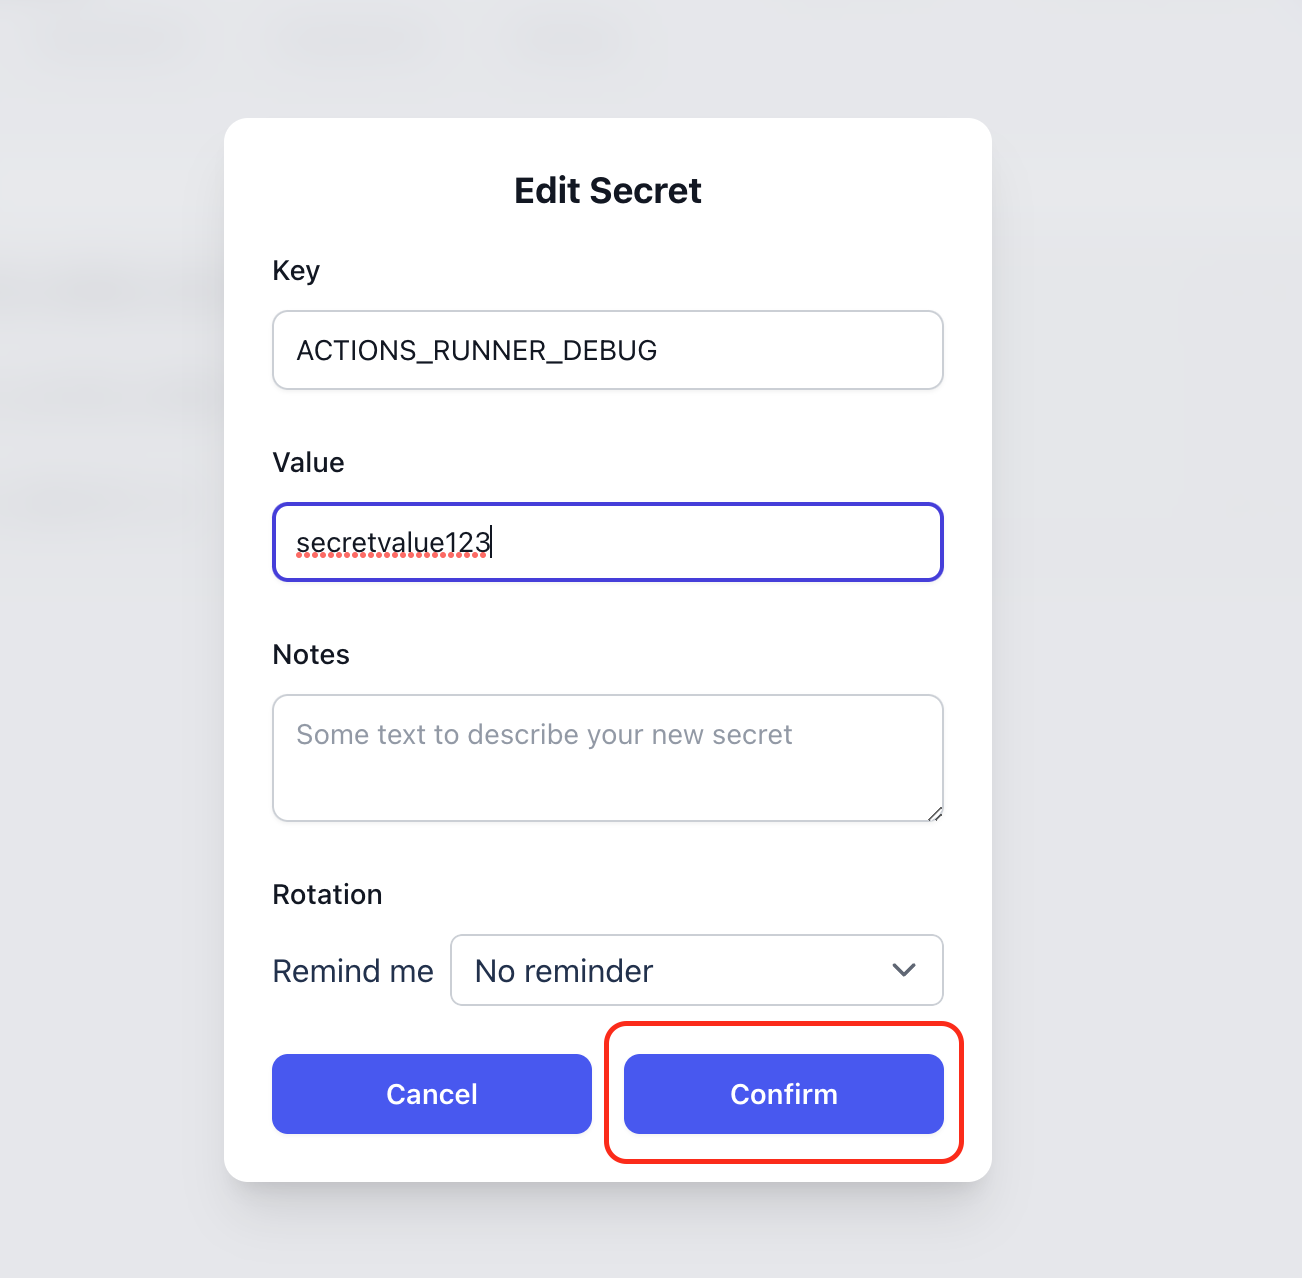 Edit Secret
Key
ACTIONS_RUNNER_DEBUG
Value
secretvalue123
Notes
Some text to describe your new secret
Rotation
Remind me No reminder
Cancel Confirm